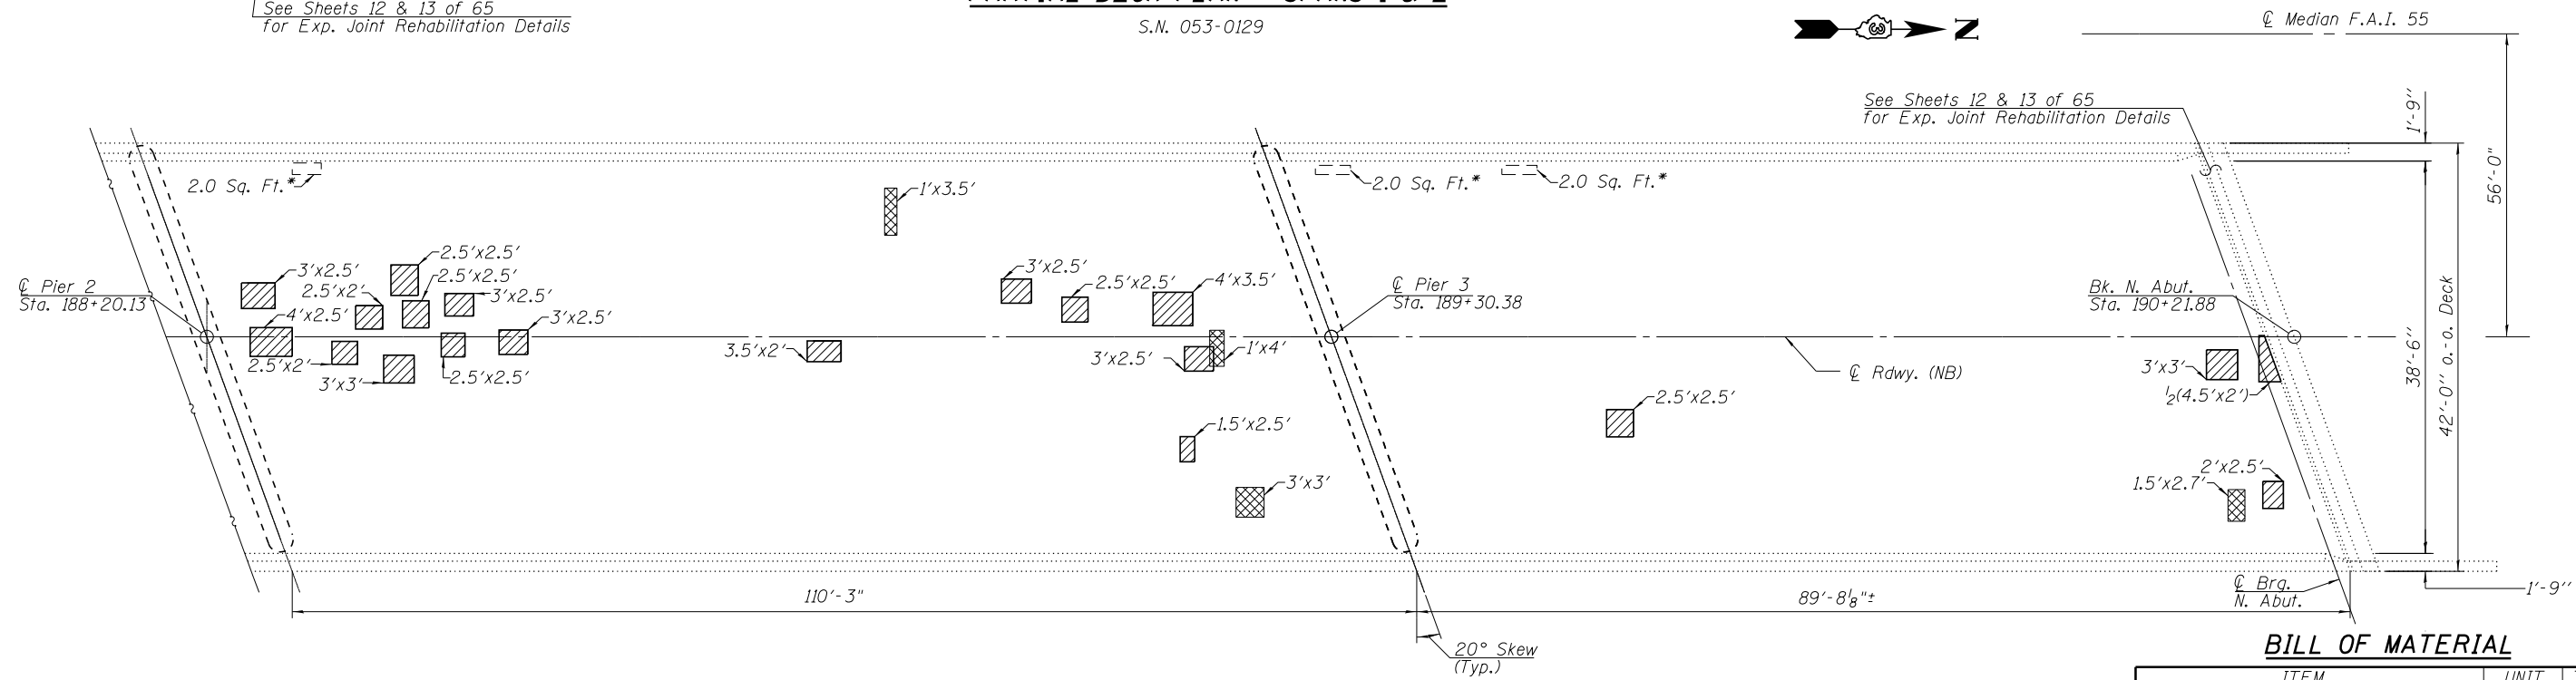 See Sheets 12 & 13 of 65
for Exp. Joint Rehabilitation Details
S.N. 053-0129
N
℄ Median F.A.I. 55
See Sheets 12 & 13 of 65
for Exp. Joint Rehabilitation Details
1'-9"
56'-0"
2.0 Sq. Ft.*
1'x3.5'
2.0 Sq. Ft.*
2.0 Sq. Ft.*
℄ Pier 2
Sta. 188+20.13
3'x2.5'
2.5'x2'
2.5'x2.5'
2.5'x2.5'
3'x2.5'
4'x2.5'
3'x2.5'
2.5'x2'
3'x3'
2.5'x2.5'
3.5'x2'
3'x2.5'
2.5'x2.5'
4'x3.5'
3'x2.5'
1'x4'
℄ Pier 3
Sta. 189+30.38
1.5'x2.5'
3'x3'
2.5'x2.5'
℄ Rdwy. (NB)
Bk. N. Abut.
Sta. 190+21.88
3'x3'
½(4.5'x2')
2'x2.5'
1.5'x2.7'
38'-6"
42'-0" o.-o. Deck
110'-3"
89'-8⅛"±
℄ Brg.
N. Abut.
1'-9"
20° Skew
(Typ.)
BILL OF MATERIAL
ITEM
UNIT